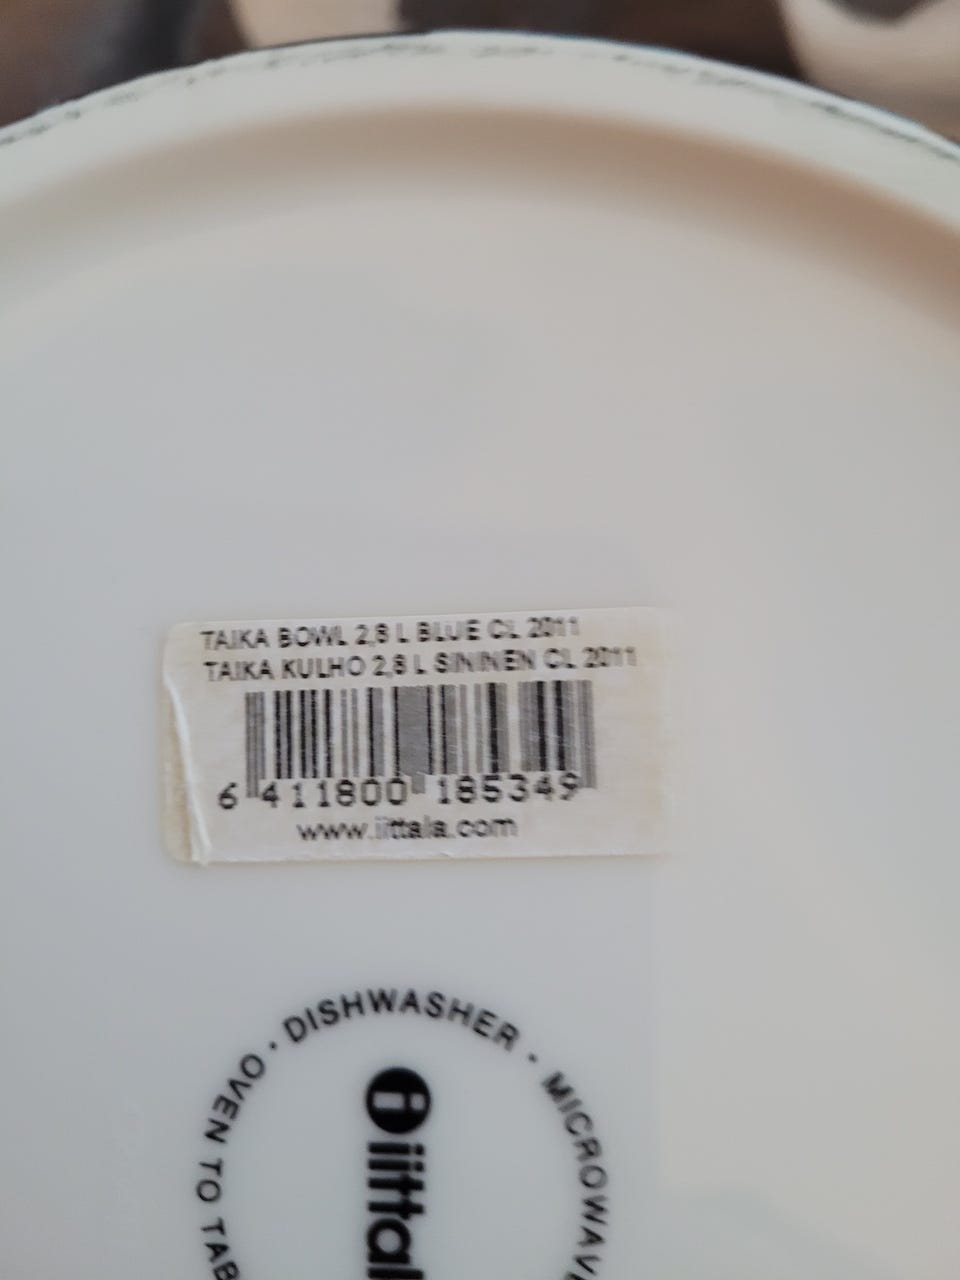 TAIKA BOWL 2,8 L BLUE CL 2011
TAIKA KULHO 2,8 L SININEN CL 2011
6 411800 185349
www.iittala.com
OVEN TO TAB · DISHWASHER · MICROWAVE
iittal